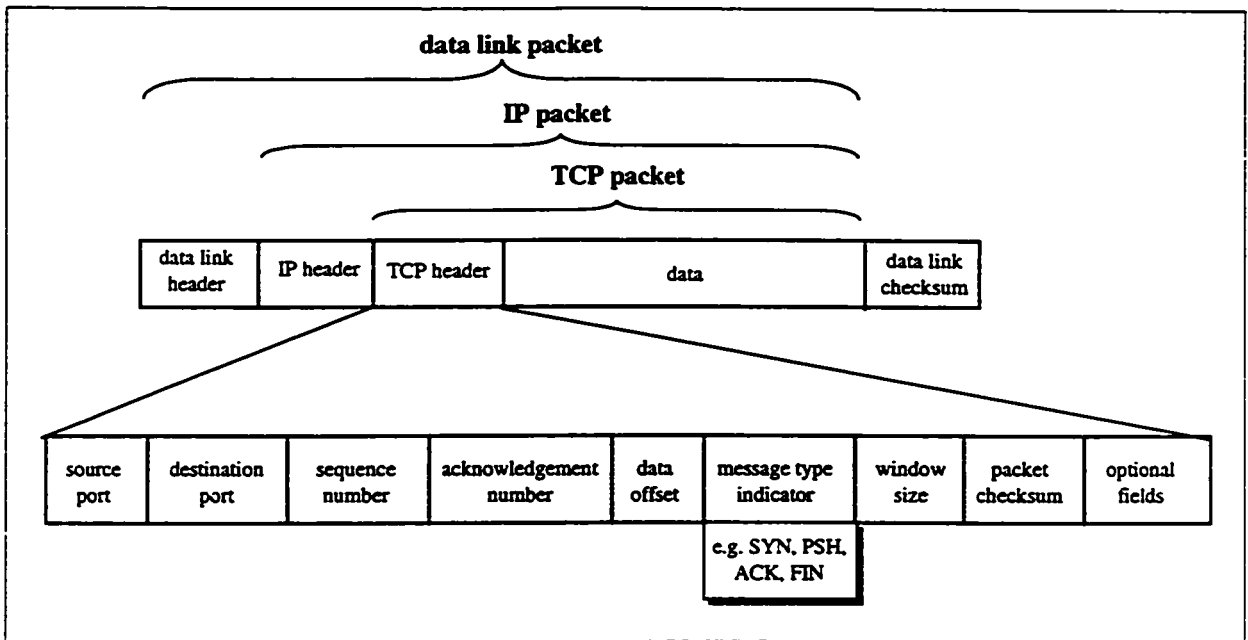 data link packet
IP packet
TCP packet
data link
header
IP header
TCP header
data
data link
checksum
source
port
destination
port
sequence
number
acknowledgement
number
data
offset
message type
indicator
window
size
packet
checksum
optional
fields
e.g. SYN, PSH,
ACK, FIN